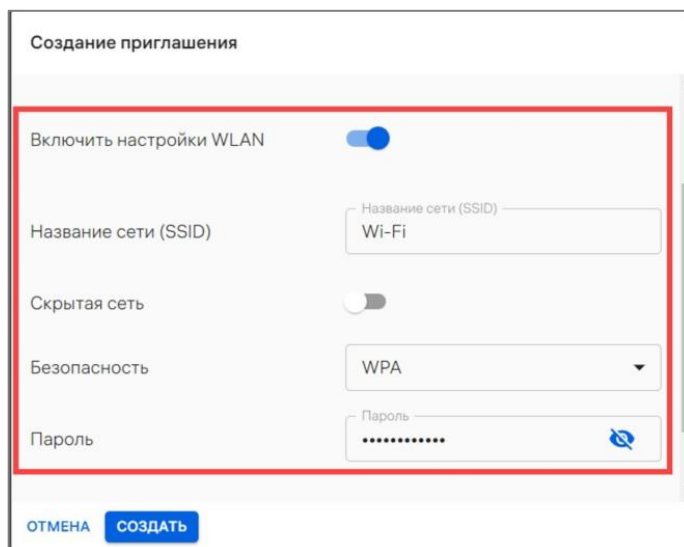 Создание приглашения
Включить настройки WLAN
Название сети (SSID)
Название сети (SSID)
Wi-Fi
Скрытая сеть
Безопасность
WPA
Пароль
Пароль
••••••••••••
ОТМЕНА
СОЗДАТЬ